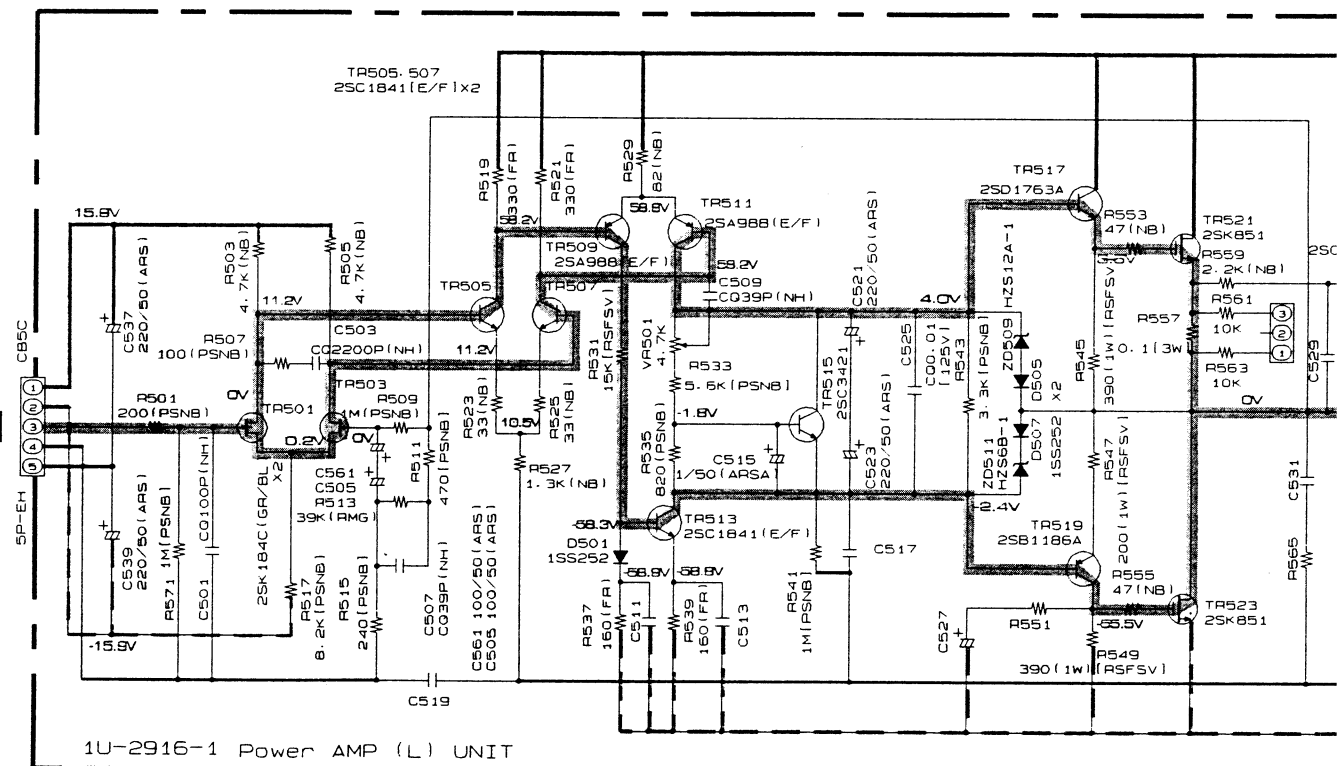 TR505. 507
2SC1841(E/F)X2
R519
330(FR)
R521
330(FR)
R529
82(NB)
58.8V
58.2V
TR511
2SA988(E/F)
TR509
2SA988(E/F)
58.2V
TR517
2SD1763A
R553
47(NB)
TR521
2SK851
R559
2.2K(NB)
2SC
15.8V
R503
4.7K(NB)
R505
4.7K(NB)
C537
220/50(ARS)
11.2V
TR505
TR507
C509
CQ39P(NH)
C521
220/50(ARS)
4.0V
HZS12A-1
ZD509
R561
10K
R557
0.1(3W
R563
10K
3
2
1
C529
CB5C
R507
100(PSNB)
C503
CQ2200P(NH)
11.2V
R531
15K(RSFSV)
VR501
4.7K
R533
5.6K(PSNB)
TR515
2SC3421
C525
CQ0.01
[125V]
R543
3.3K(PSNB)
D505
X2
R545
390(1W)(RSFSV)
0V
1
2
3
4
5
R501
200(PSNB)
0V
TR501
TR503
1M(PSNB)
R509
0V
0.2V
R523
33(NB)
10.5V
R525
33(NB)
-1.8V
R535
820(PSNB)
C515
1/50(ARSA)
C523
220/50(ARS)
ZD511
HZS6B-1
D507
1SS252
R547
200(1W)(RSFSV)
5P-EH
C539
220/50(ARS)
R571 1M(PSNB)
C501
CQ100P(NH)
2SK184C(GR/BL
X2
C561
C505
R513
39K(RMG)
R511
470(PSNB)
R527
1.3K(NB)
-58.3V
TR513
2SC1841(E/F)
-2.4V
TR519
2SB1186A
C531
D501
1SS252
-58.9V
-58.8V
C517
R555
47(NB)
R565
R517
8.2K(PSNB)
R515
240(PSNB)
C507
CQ39P(NH)
C561 100/50(ARS)
C505 100/50(ARS)
R537
160(FR)
C511
R539
160(FR)
C513
R541
1M(PSNB)
C527
R551
-55.5V
TR523
2SK851
R549
390(1W)(RSFSV)
-15.9V
C519
1U-2916-1 Power AMP (L) UNIT